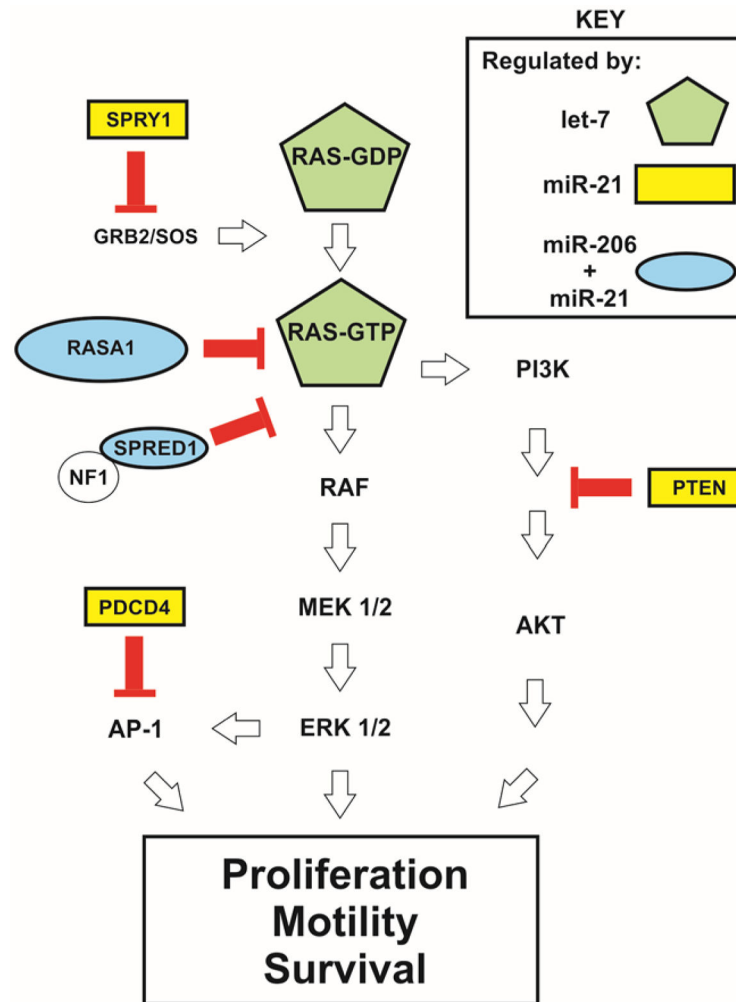 KEY
Regulated by:
let-7
miR-21
miR-206
+
miR-21
SPRY1
RAS-GDP
GRB2/SOS
RASA1
RAS-GTP
PI3K
SPRED1
NF1
RAF
PTEN
PDCD4
MEK 1/2
AKT
AP-1
ERK 1/2
Proliferation
Motility
Survival